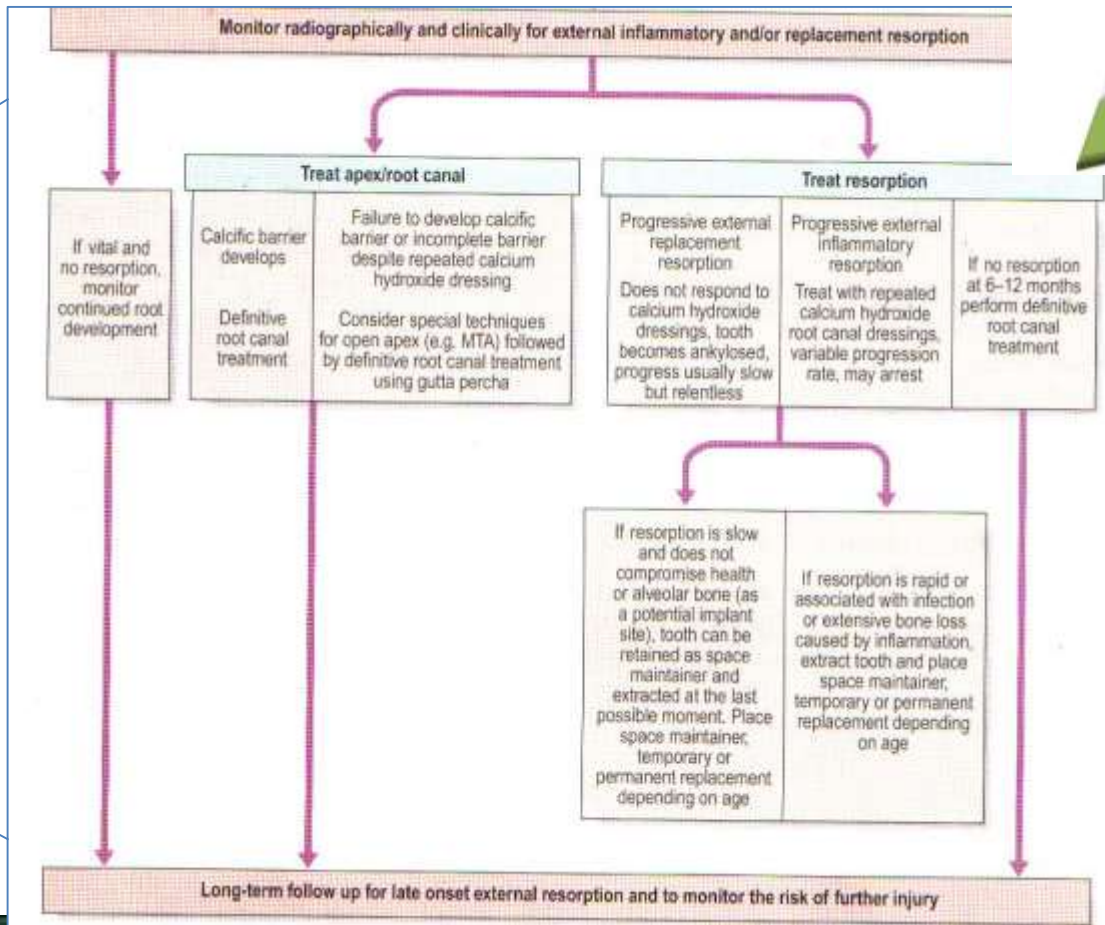 Monitor radiographically and clinically for external inflammatory and/or replacement resorption
If vital and
no resorption,
monitor
continued root
development
Treat apex/root canal
Calcific barrier
develops
Definitive
root canal
treatment
Failure to develop calcific
barrier or incomplete barrier
despite repeated calcium
hydroxide dressing
Consider special techniques
for open apex (e.g. MTA) followed
by definitive root canal treatment
using gutta percha
Treat resorption
Progressive external
replacement
resorption
Does not respond to
calcium hydroxide
dressings, tooth
becomes ankylosed,
progress usually slow
but relentless
Progressive external
inflammatory
resorption
Treat with repeated
calcium hydroxide
root canal dressings,
variable progression
rate, may arrest
If no resorption
at 6–12 months
perform definitive
root canal
treatment
If resorption is slow
and does not
compromise health
or alveolar bone (as
a potential implant
site), tooth can be
retained as space
maintainer and
extracted at the last
possible moment. Place
space maintainer,
temporary or
permanent replacement
depending on age
If resorption is rapid or
associated with infection
or extensive bone loss
caused by inflammation,
extract tooth and place
space maintainer,
temporary or permanent
replacement depending
on age
Long-term follow up for late onset external resorption and to monitor the risk of further injury